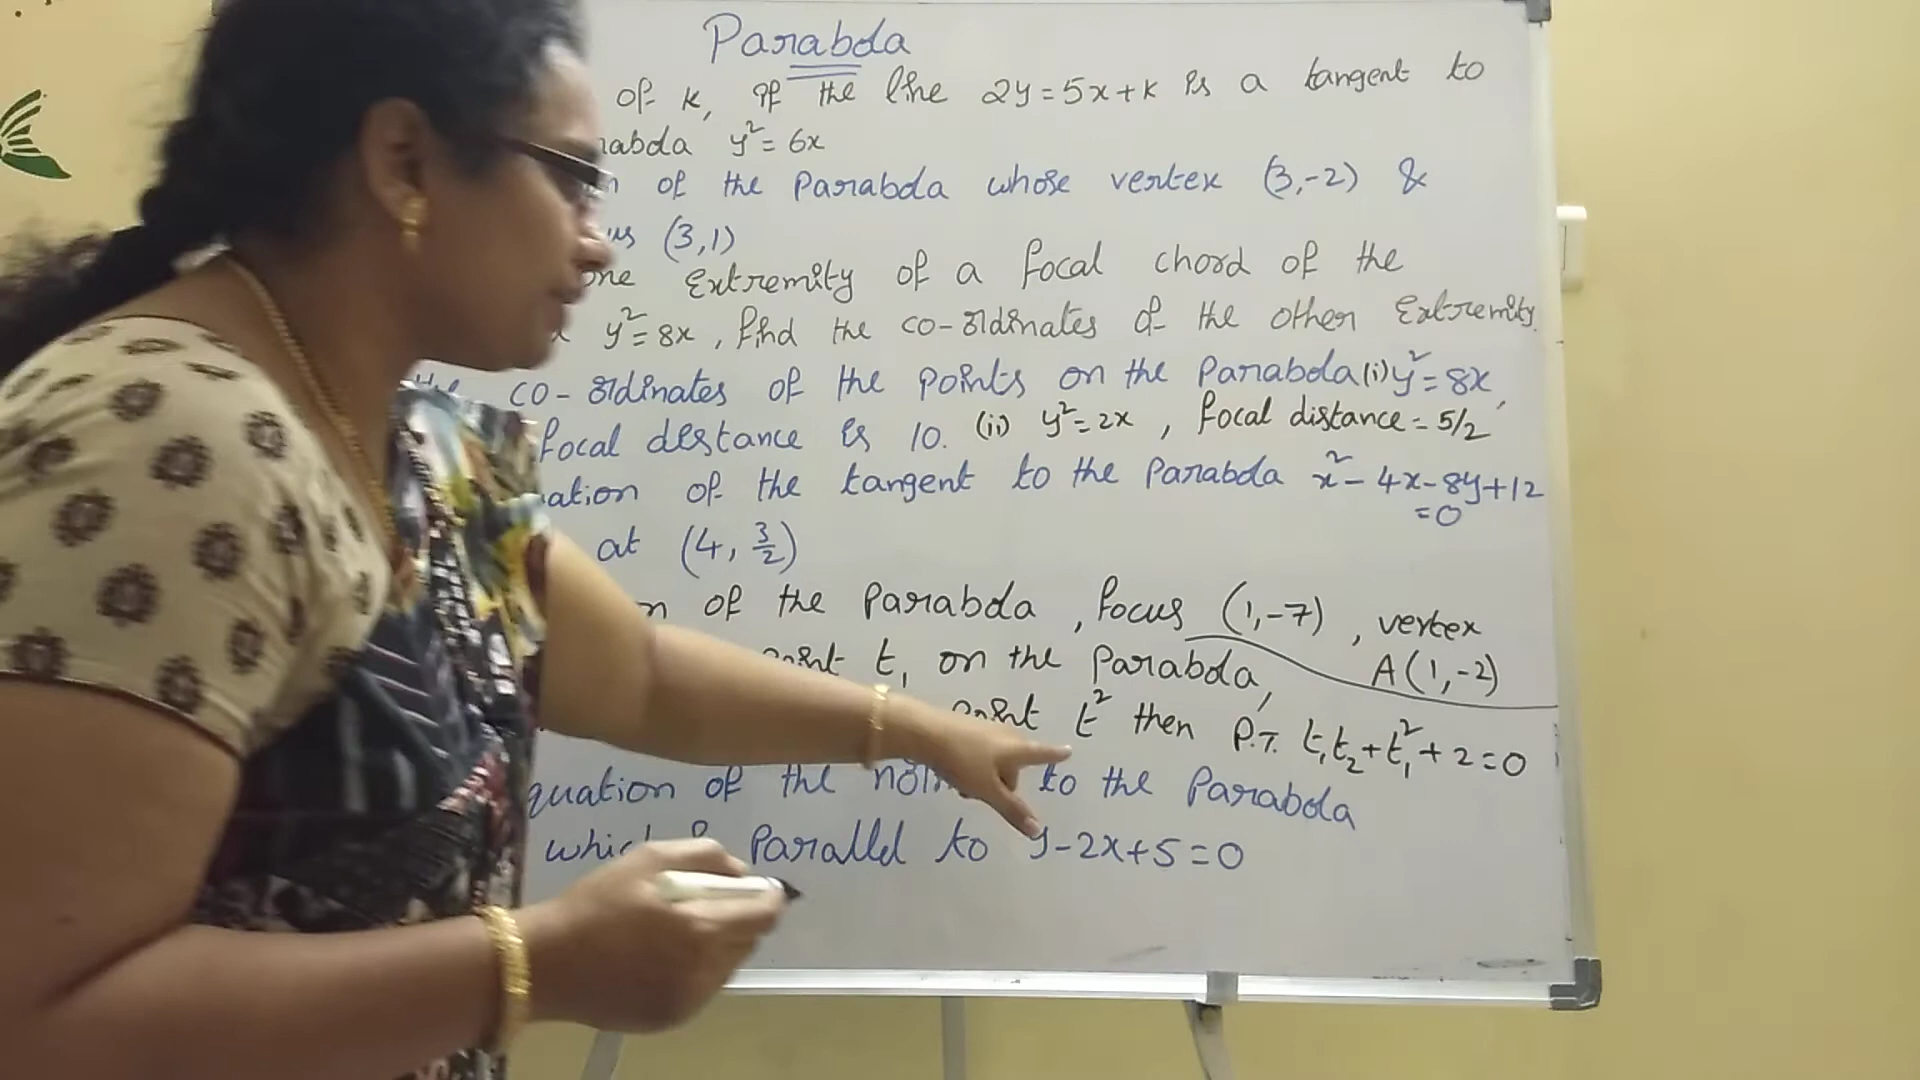 Parabola
of k, if the line 2y = 5x + k is a tangent to
y² = 6x
of the Parabola whose vertex (3,-2) &
(3,1)
one Extremity of a focal chord of the
y² = 8x, find the co-ordinates of the other Extremity.
the co-ordinates of the points on the Parabola (i) y² = 8x,
focal distance is 10. (ii) y² = 2x, focal distance = 5/2
of the tangent to the Parabola x² - 4x - 8y + 12
= 0
at (4, 3/2)
of the Parabola, focus (1,-7), vertex
A(1,-2)
t₁ on the Parabola,
t² then P.T. t₁t₂ + t₁² + 2 = 0
of the to the Parabola
Parallel to y - 2x + 5 = 0